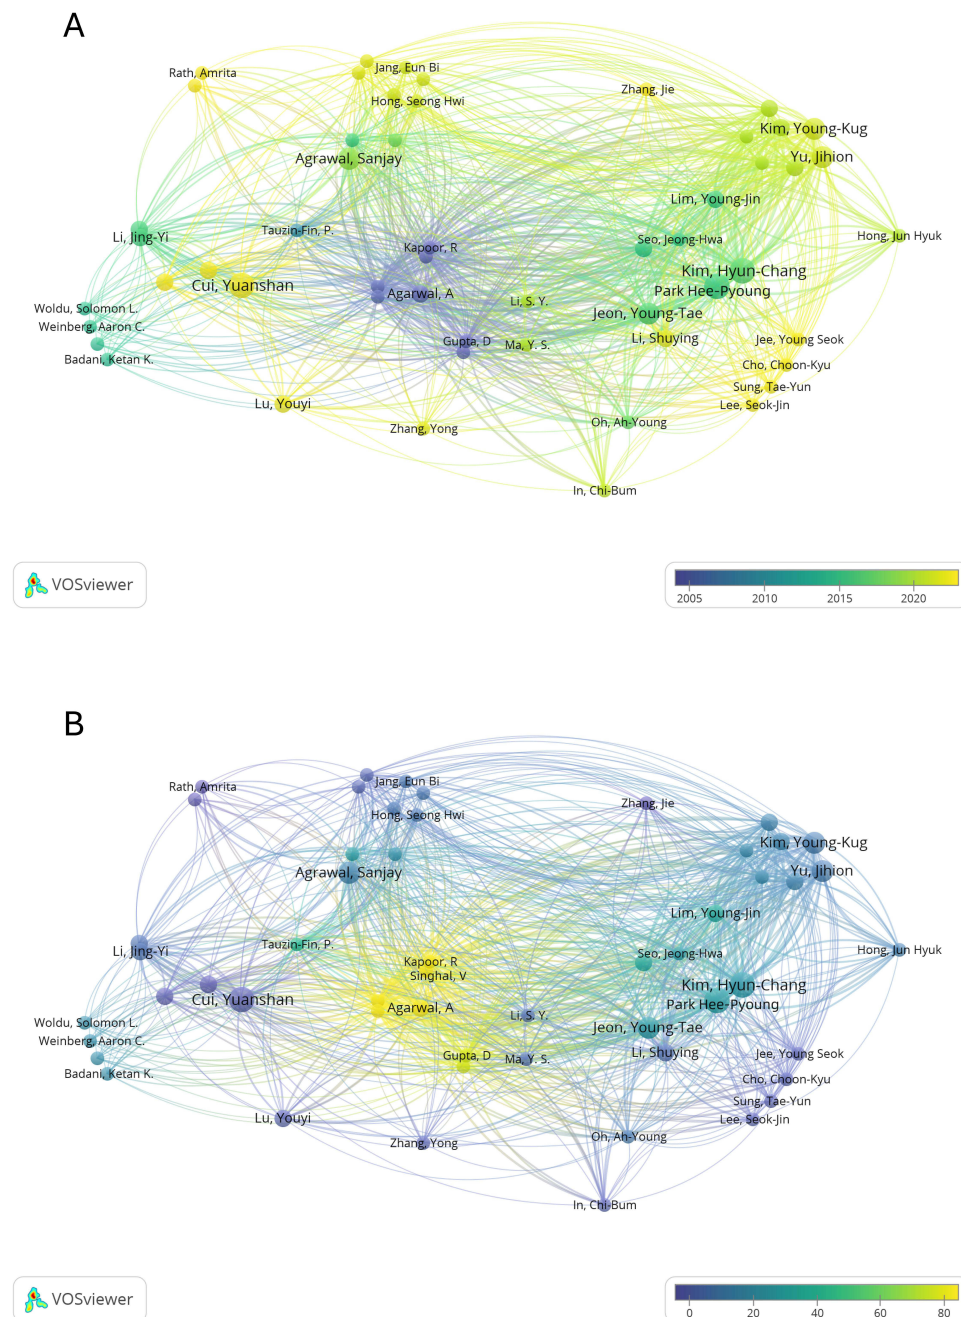 A
Rath, Amrita
Jang, Eun Bi
Hong, Seong Hwi
Zhang, Jie
Kim, Young-Kug
Yu, Jihion
Agrawal, Sanjay
Lim, Young-Jin
Li, Jing-Yi
Tauzin-Fin, P.
Kapoor, R
Seo, Jeong-Hwa
Hong, Jun Hyuk
Kim, Hyun-Chang
Cui, Yuanshan
Agarwal, A
Park Hee-Pyoung
Li, S. Y.
Woldu, Solomon L.
Jeon, Young-Tae
Weinberg, Aaron C.
Gupta, D
Ma, Y. S.
Li, Shuying
Jee, Young Seok
Badani, Ketan K.
Cho, Choon-Kyu
Sung, Tae-Yun
Lu, Youyi
Lee, Seok-Jin
Zhang, Yong
Oh, Ah-Young
In, Chi-Bum
VOSviewer
2005 2010 2015 2020
B
Jang, Eun Bi
Rath, Amrita
Zhang, Jie
Hong, Seong Hwi
Kim, Young-Kug
Yu, Jihion
Agrawal, Sanjay
Lim, Young-Jin
Tauzin-Fin, P.
Li, Jing-Yi
Hong, Jun Hyuk
Seo, Jeong-Hwa
Kapoor, R
Singhal, V
Kim, Hyun-Chang
Cui, Yuanshan
Park Hee-Pyoung
Agarwal, A
Li, S. Y.
Woldu, Solomon L.
Jeon, Young-Tae
Weinberg, Aaron C.
Li, Shuying
Jee, Young Seok
Gupta, D
Ma, Y. S.
Badani, Ketan K.
Cho, Choon-Kyu
Sung, Tae-Yun
Lu, Youyi
Lee, Seok-Jin
Oh, Ah-Young
Zhang, Yong
In, Chi-Bum
VOSviewer
0 20 40 60 80